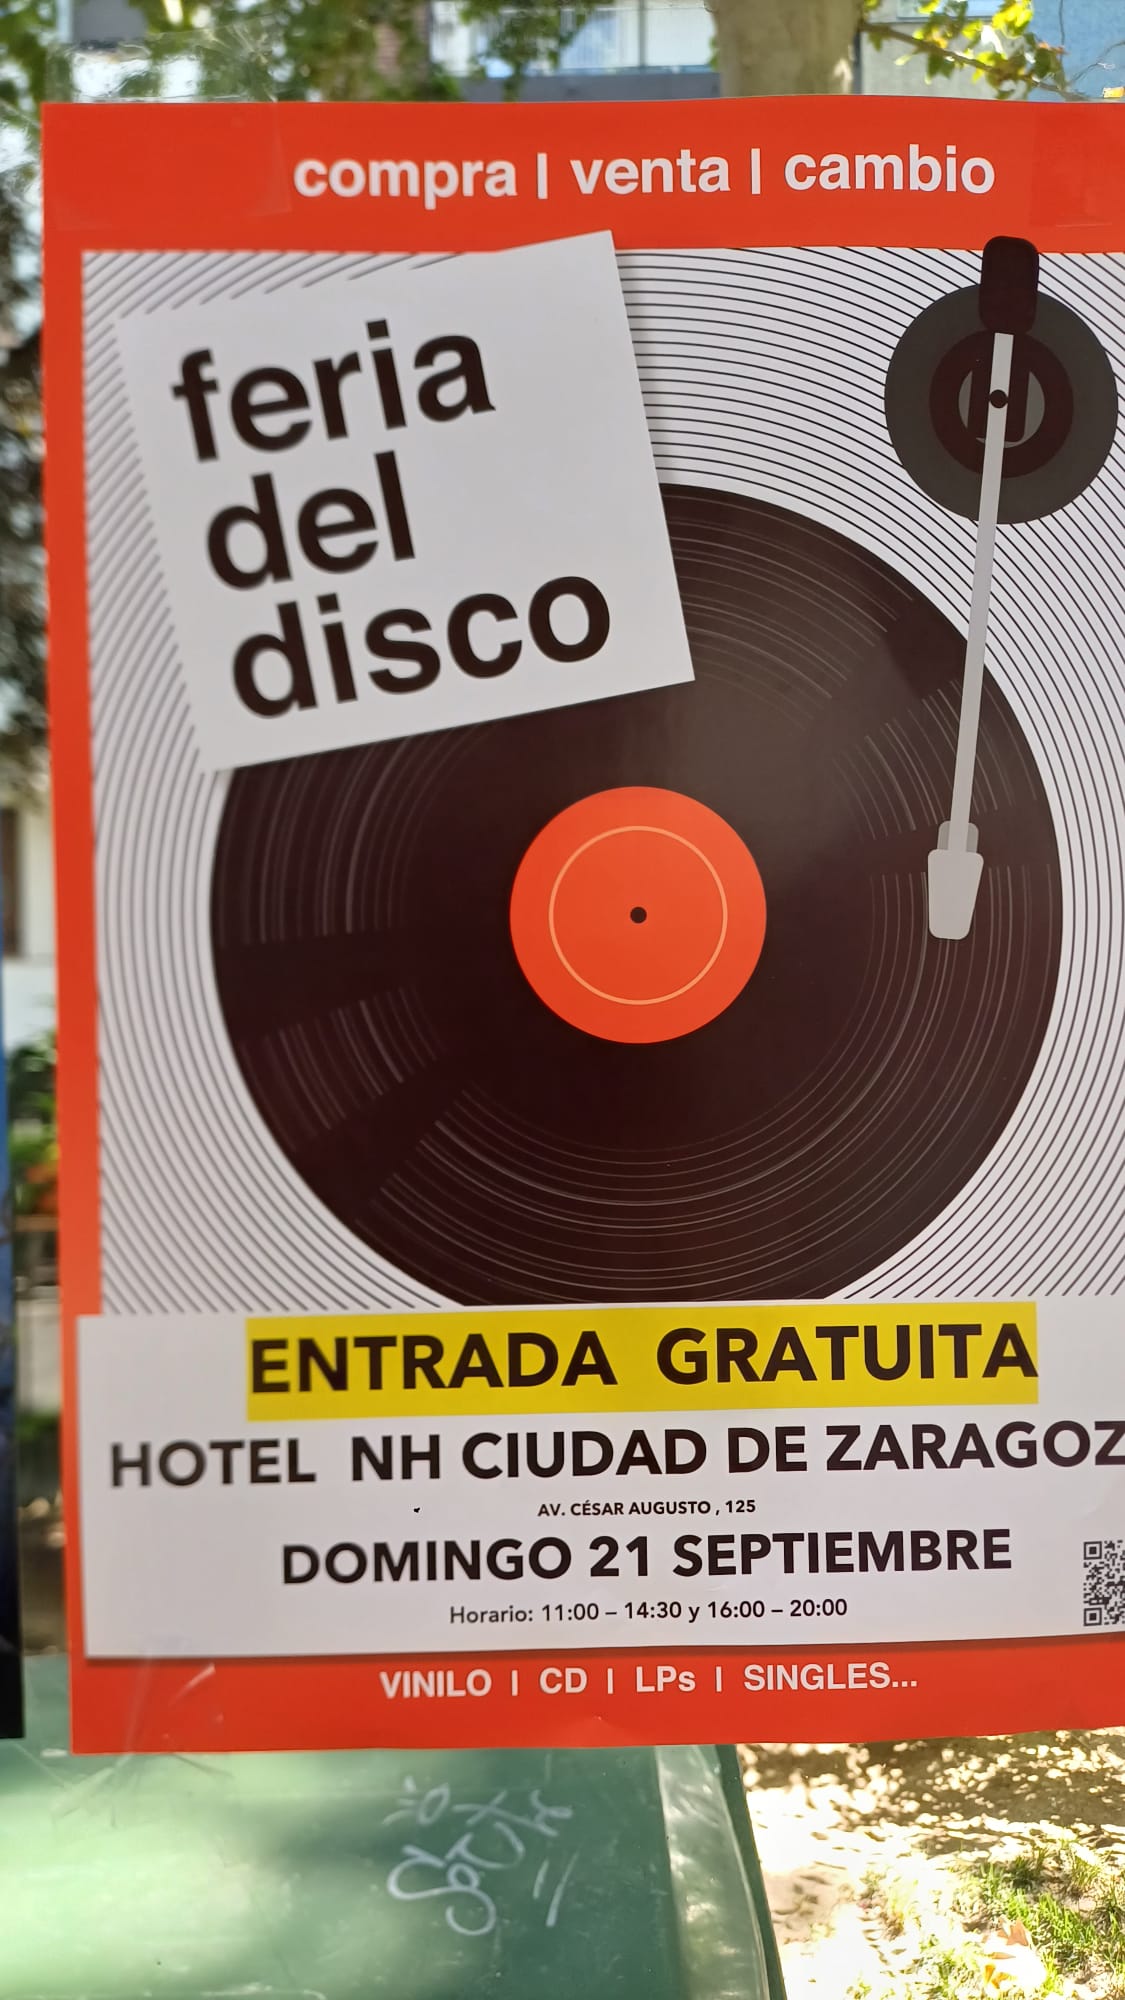 compra | venta | cambio
feria
del
disco
ENTRADA GRATUITA
HOTEL NH CIUDAD DE ZARAGOZ
AV. CÉSAR AUGUSTO , 125
DOMINGO 21 SEPTIEMBRE
Horario: 11:00 – 14:30 y 16:00 – 20:00
VINILO | CD | LPs | SINGLES...